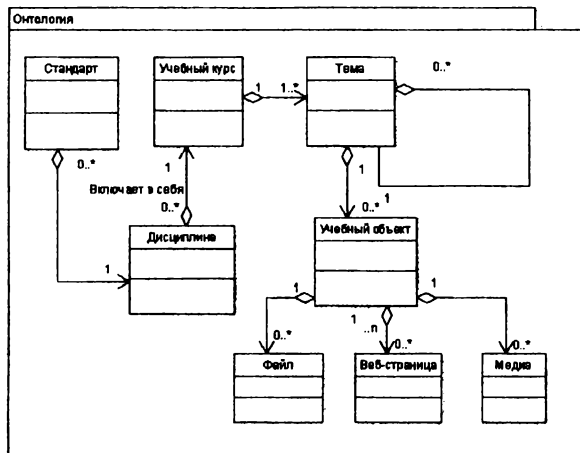 Онтология
Стандарт
Учебный курс
Тема
0..*
1
1..*
0..*
1
1
1
Включает в себя
0..*
0..*
Дисциплина
Учебный объект
1
1
1
1
..n
0..*
0..*
0..*
Файл
Веб-страница
Медиа